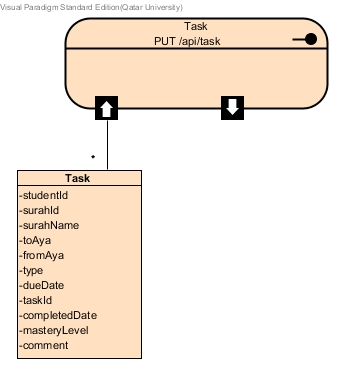 Visual Paradigm Standard Edition(Qatar University)
Task
PUT /api/task
*
Task
-studentId
-surahId
-surahName
-toAya
-fromAya
-type
-dueDate
-taskId
-completedDate
-masteryLevel
-comment